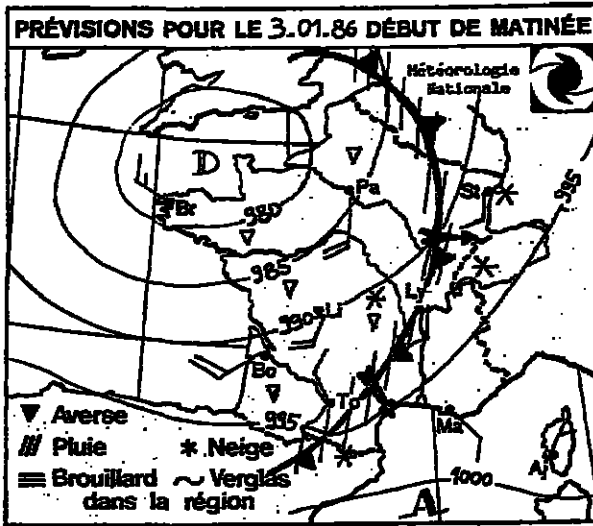 PRÉVISIONS POUR LE 3-01-86 DÉBUT DE MATINÉE
Météorologie
Nationale
D
Pa
St
995
Br
980
985
990
Li
Ly
Bo
To
995
Ma
Aj
1000
A
Averse
Pluie
Neige
Brouillard
Verglas
dans la région